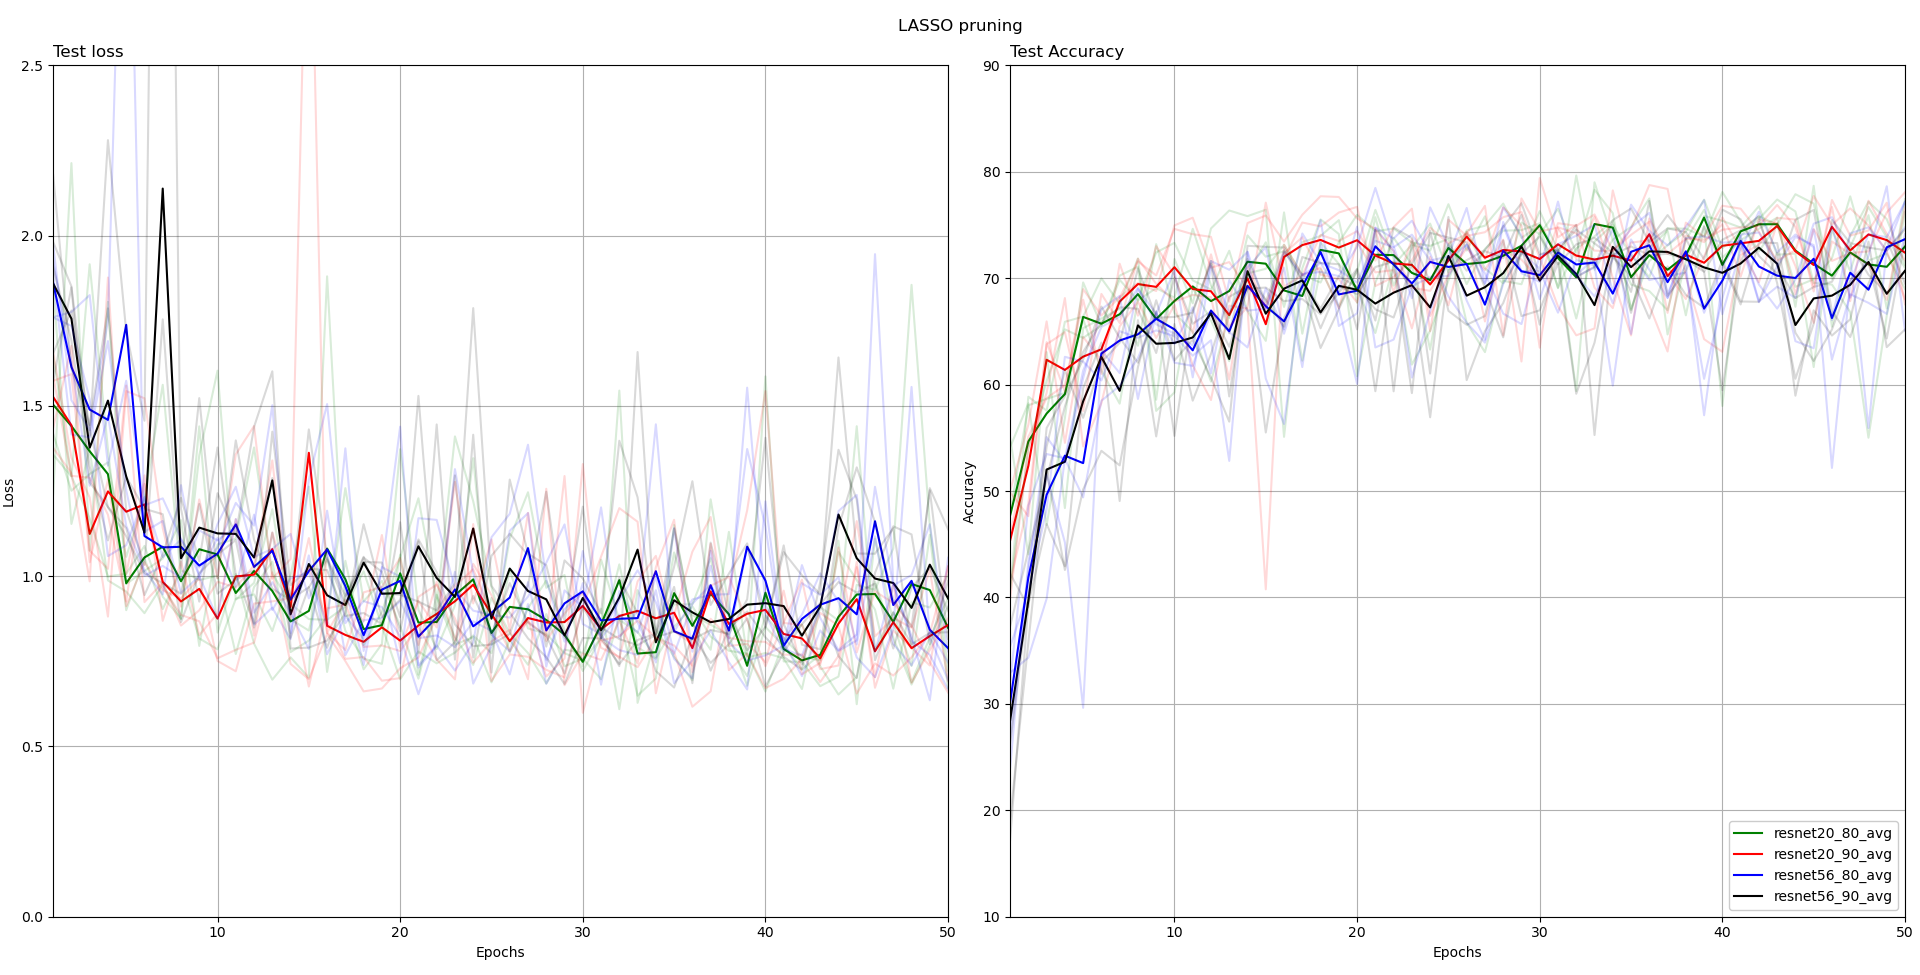 LASSO pruning
Test loss
2.5
2.0
1.5
1.0
0.5
0.0
Loss
10
20
30
40
50
Epochs
Test Accuracy
90
80
70
60
50
40
30
20
10
Accuracy
10
20
30
40
50
Epochs
resnet20_80_avg
resnet20_90_avg
resnet56_80_avg
resnet56_90_avg